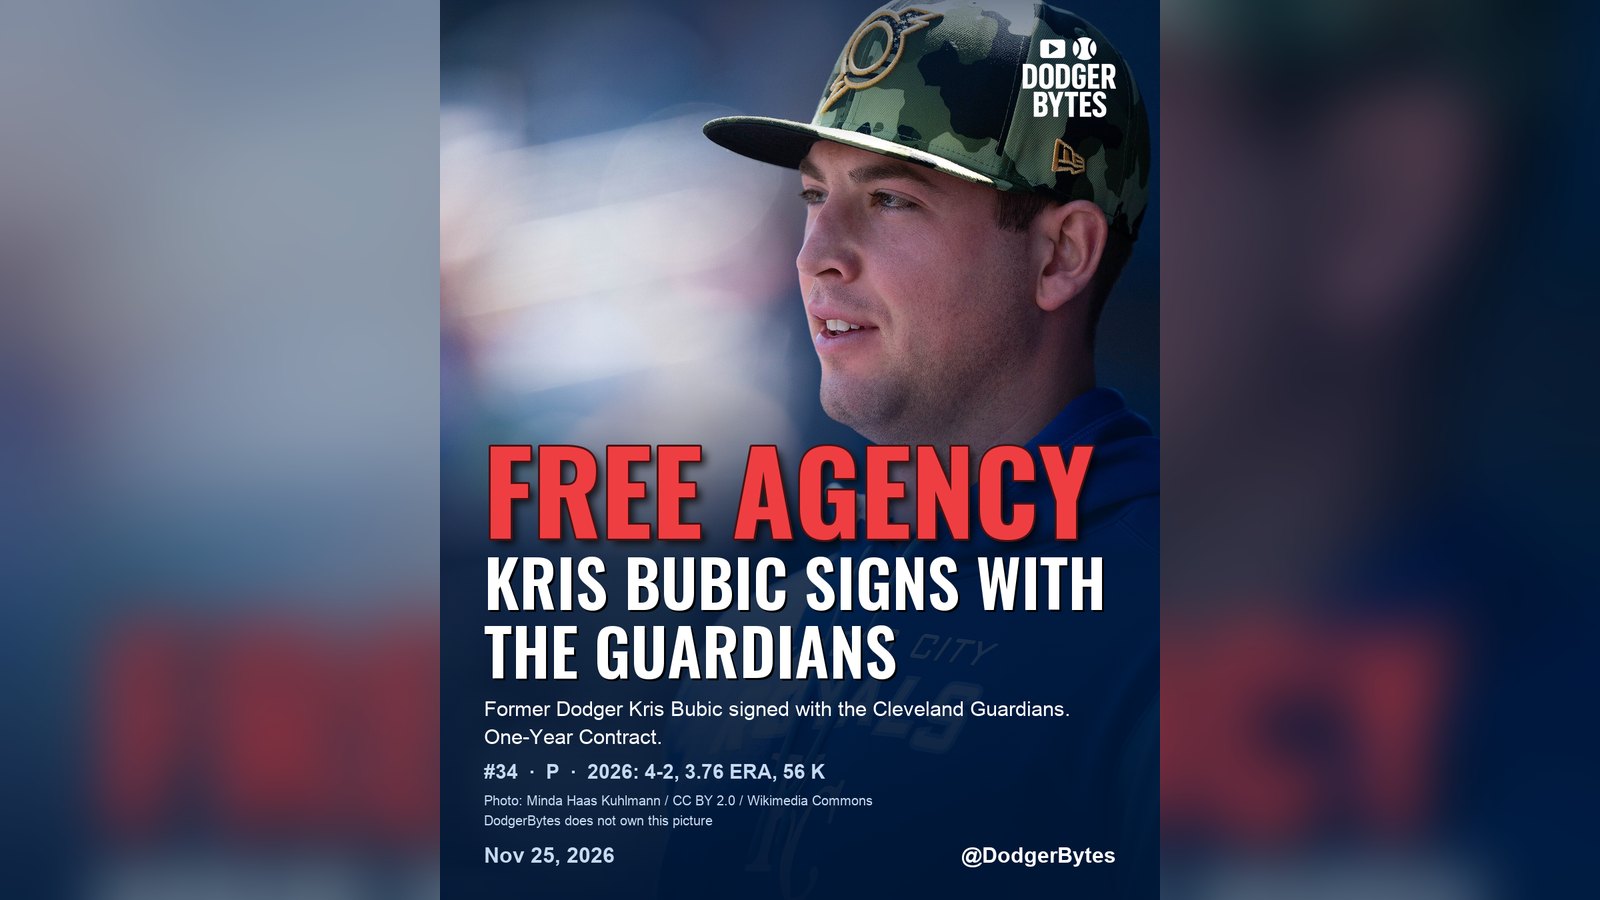 DODGER
BYTES
FREE AGENCY
KRIS BUBIC SIGNS WITH
THE GUARDIANS
CITY
Former Dodger Kris Bubic signed with the Cleveland Guardians.
One-Year Contract.
#34 · P · 2026: 4-2, 3.76 ERA, 56 K
Photo: Minda Haas Kuhlmann / CC BY 2.0 / Wikimedia Commons
DodgerBytes does not own this picture
Nov 25, 2026
@DodgerBytes